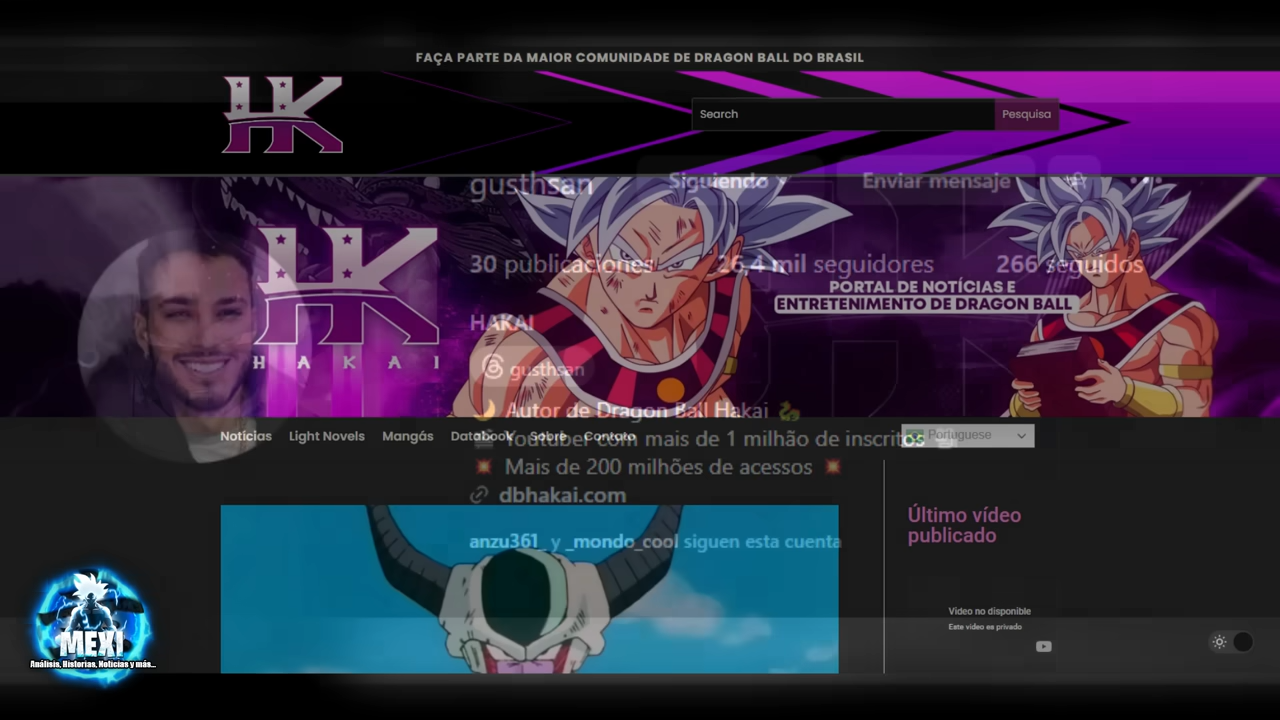 FAÇA PARTE DA MAIOR COMUNIDADE DE DRAGON BALL DO BRASIL
HK
Search
Pesquisa
gusthsan
Siguiendo
Enviar mensaje
30 publicaciones
26,4 mil seguidores
266 seguidos
PORTAL DE NOTÍCIAS E
ENTRETENIMENTO DE DRAGON BALL
HK
HAKAI
HAKAI
gusthsan
Autor de Dragon Ball Hakai
Notícias
Light Novels
Mangás
Databook
Sobre
Contato
Portuguese
Youtuber com mais de 1 milhão de inscritos
Mais de 200 milhões de acessos
dbhakai.com
anzu361_ y _mondo_cool siguen esta cuenta
Último vídeo
publicado
Video no disponible
Este video es privado
MEXI
Análisis, Historias, Noticias y más...